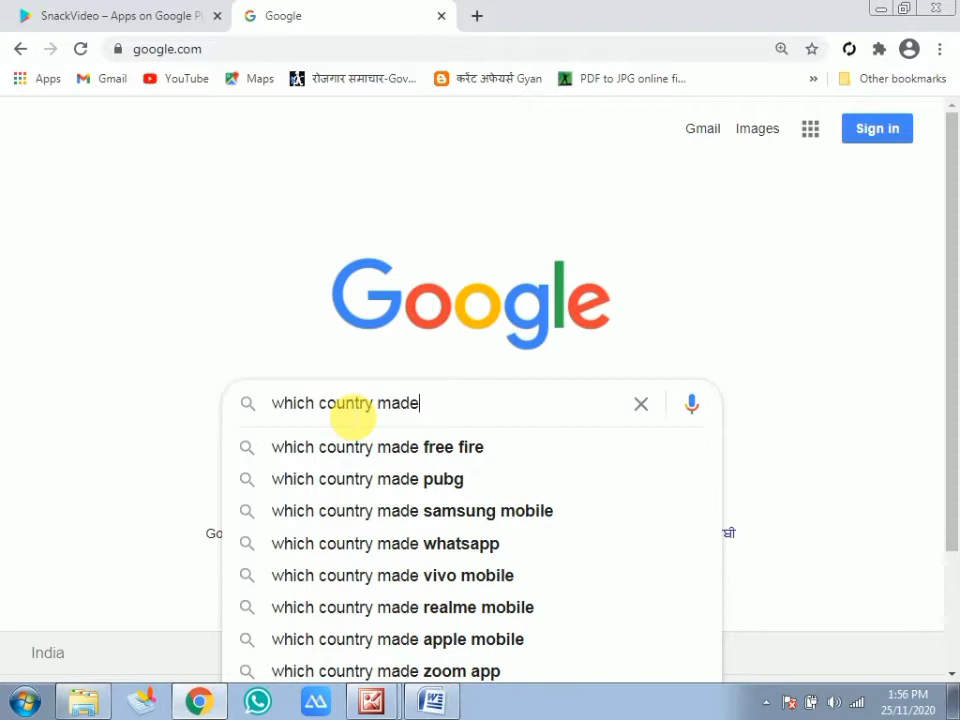 SnackVideo – Apps on Google Pl
Google
google.com
Apps
Gmail
YouTube
Maps
रोजगार समाचार-Gov...
करेंट अफेयर्स Gyan
PDF to JPG online fi...
»
Other bookmarks
Gmail
Images
Sign in
Google
which country made
which country made free fire
which country made pubg
which country made samsung mobile
Go
which country made whatsapp
which country made vivo mobile
which country made realme mobile
which country made apple mobile
India
which country made zoom app
1:56 PM
25/11/2020